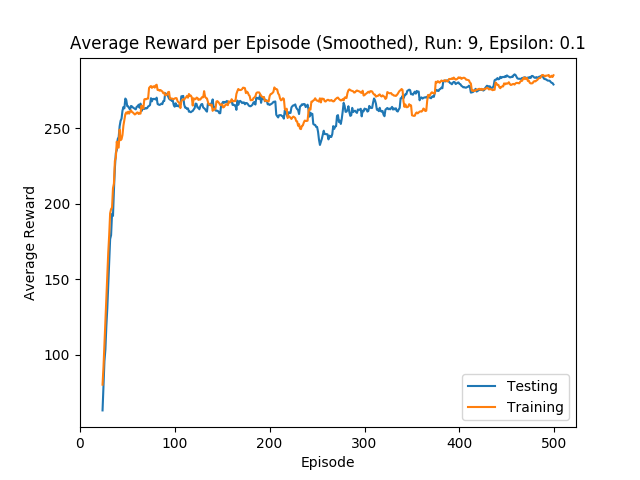 Average Reward per Episode (Smoothed), Run: 9, Epsilon: 0.1
Average Reward
250
200
150
100
0 100 200 300 400 500
Episode
Testing
Training